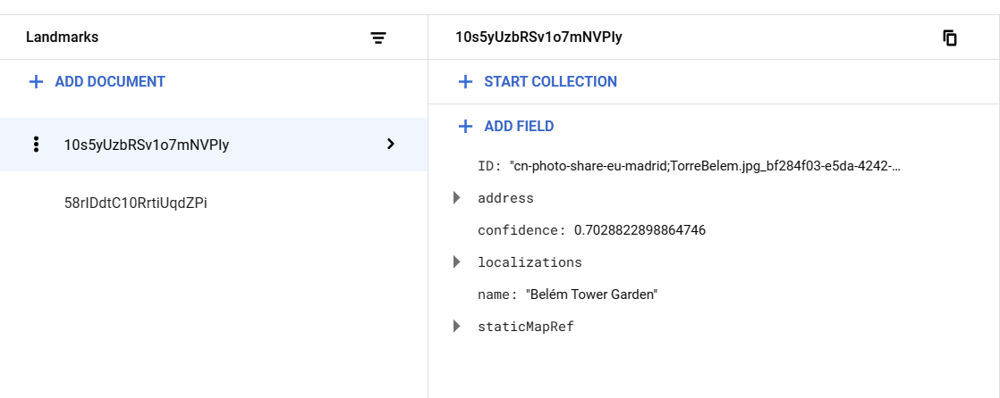 Landmarks
ADD DOCUMENT
10s5yUzbRSv1o7mNVPly
58rlDdtC10RrtiUqdZPi
10s5yUzbRSv1o7mNVPly
START COLLECTION
ADD FIELD
ID: "cn-photo-share-eu-madrid;TorreBelem.jpg_bf284f03-e5da-4242-…
address
confidence: 0.7028822898864746
localizations
name: "Belém Tower Garden"
staticMapRef